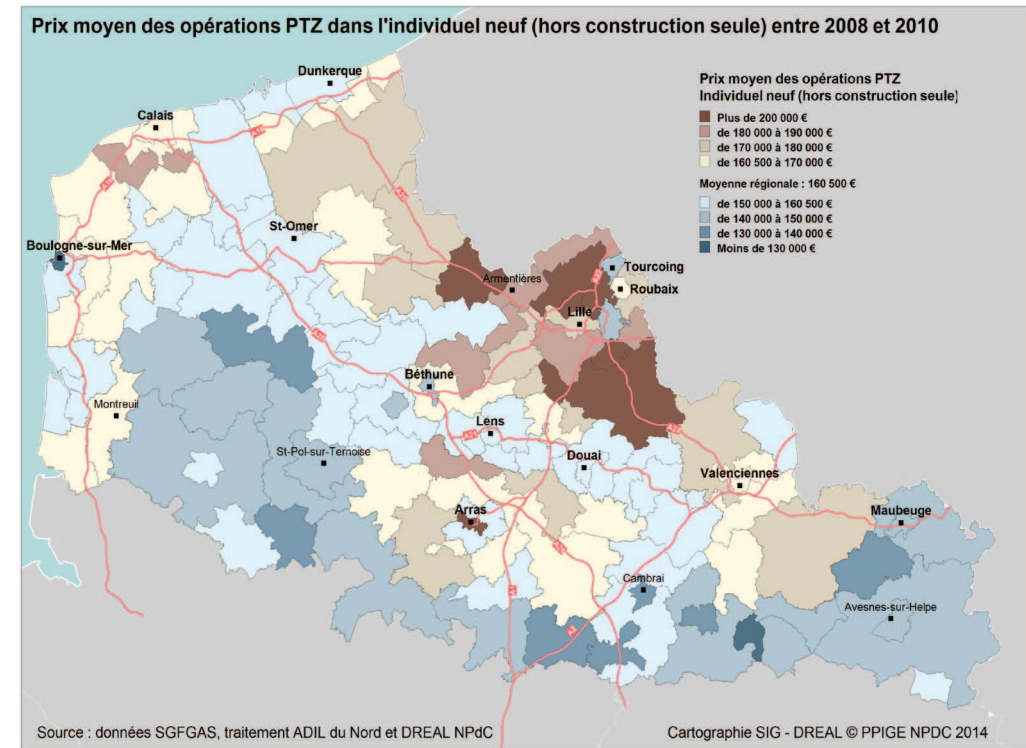 Prix moyen des opérations PTZ dans l'individuel neuf (hors construction seule) entre 2008 et 2010
Dunkerque
Prix moyen des opérations PTZ
Individuel neuf (hors construction seule)
Plus de 200 000 €
de 180 000 à 190 000 €
de 170 000 à 180 000 €
de 160 500 à 170 000 €
Moyenne régionale : 160 500 €
de 150 000 à 160 500 €
de 140 000 à 150 000 €
de 130 000 à 140 000 €
Moins de 130 000 €
Calais
St-Omer
Boulogne-sur-Mer
Tourcoing
Armentières
Roubaix
Lille
Béthune
Montreuil
Lens
St-Pol-sur-Ternoise
Douai
Valenciennes
Arras
Maubeuge
Cambrai
Avesnes-sur-Helpe
Source : données SGFGAS, traitement ADIL du Nord et DREAL NPdC
Cartographie SIG - DREAL © PPIGE NPDC 2014